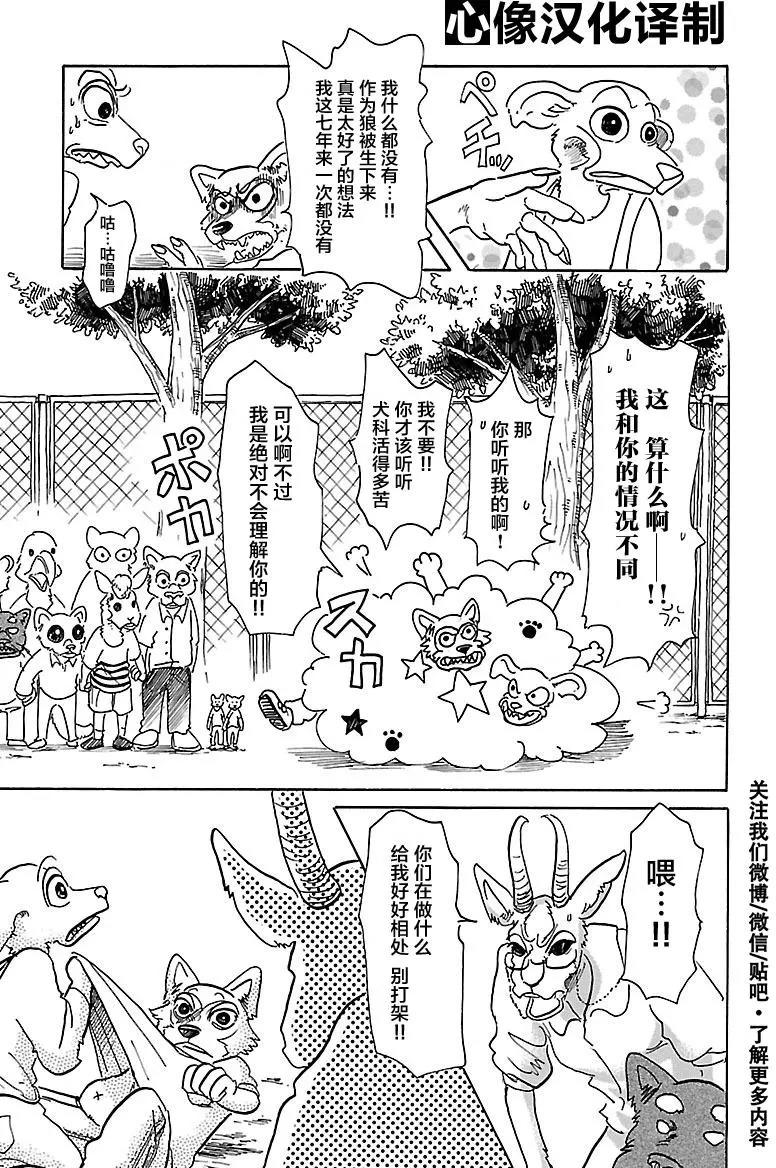 心像汉化译制
ペチ…
我什么都没有…!!
作为狼被生下来
真是太好了的想法
我这七年来一次都没有
咕…咕噜噜
这 算什么啊——!!
我和你的情况不同
那
你听听我的啊!
我不要!!
你才该听听
犬科活得多苦
可以啊不过
我是绝对不会理解你的!!
ポカ
スカ
喂…!!
你们在做什么
给我好好相处 别打架!!
关注我们微博/微信/贴吧·了解更多内容